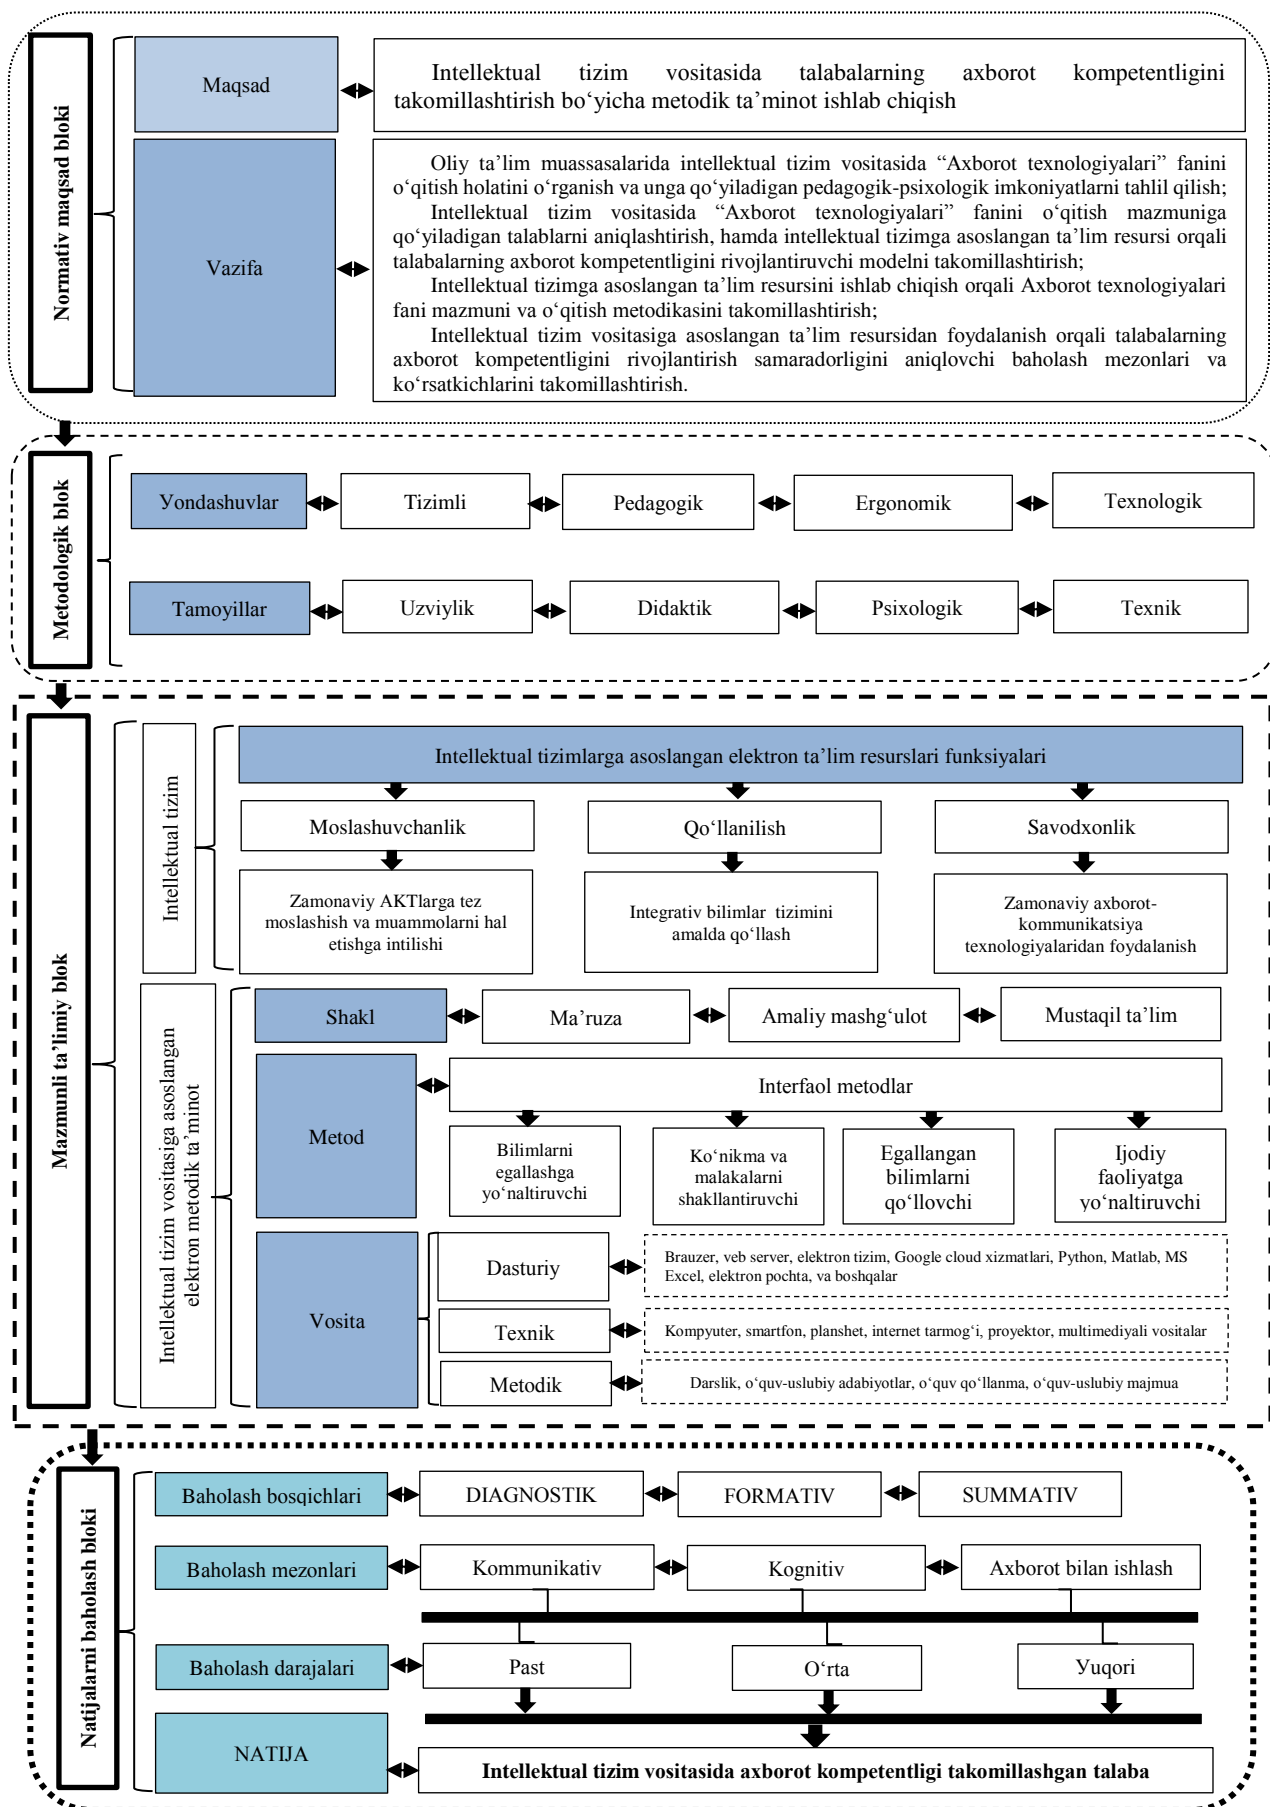 Normativ maqsad bloki
Maqsad
Intellektual tizim vositasida talabalarning axborot kompetentligini
takomillashtirish bo‘yicha metodik ta’minot ishlab chiqish
Vazifa
Oliy ta’lim muassasalarida intellektual tizim vositasida “Axborot texnologiyalari” fanini
o‘qitish holatini o‘rganish va unga qo‘yiladigan pedagogik-psixologik imkoniyatlarni tahlil qilish;
Intellektual tizim vositasida “Axborot texnologiyalari” fanini o‘qitish mazmuniga
qo‘yiladigan talablarni aniqlashtirish, hamda intellektual tizimga asoslangan ta’lim resursi orqali
talabalarning axborot kompetentligini rivojlantiruvchi modelni takomillashtirish;
Intellektual tizimga asoslangan ta’lim resursini ishlab chiqish orqali Axborot texnologiyalari
fani mazmuni va o‘qitish metodikasini takomillashtirish;
Intellektual tizim vositasiga asoslangan ta’lim resursidan foydalanish orqali talabalarning
axborot kompetentligini rivojlantirish samaradorligini aniqlovchi baholash mezonlari va
ko‘rsatkichlarini takomillashtirish.
Metodologik blok
Уondashuvlar
Tizimli
Pedagogik
Ergonomik
Texnologik
Tamoyillar
Uzviylik
Didaktik
Psixologik
Texnik
Mazmunli ta’limiy blok
Intellektual tizim
Intellektual tizimlarga asoslangan elektron ta’lim resurslari funksiyalari
Moslashuvchanlik
Qo‘llanilish
Savodxonlik
Zamonaviy AKTlarga tez
moslashish va muammolarni hal
etishga intilishi
Integrativ bilimlar tizimini
amalda qo‘llash
Zamonaviy axborot-
kommunikatsiya
texnologiyalaridan foydalanish
Intellektual tizim vositasiga asoslangan
elektron metodik ta’minot
Shakl
Ma’ruza
Amaliy mashg‘ulot
Mustaqil ta’lim
Metod
Interfaol metodlar
Bilimlarni
egallashga
yo‘naltiruvchi
Ko‘nikma va
malakalarni
shakllantiruvchi
Egallangan
bilimlarni
qo‘llovchi
Ijodiy
faoliyatga
yo‘naltiruvchi
Vosita
Dasturiy
Brauzer, veb server, elektron tizim, Google cloud xizmatlari, Python, Matlab, MS
Excel, elektron pochta, va boshqalar
Texnik
Kompyuter, smartfon, planshet, internet tarmog‘i, proyektor, multimediyali vositalar
Metodik
Darslik, o‘quv-uslubiy adabiyotlar, o‘quv qo‘llanma, o‘quv-uslubiy majmua
Natijalarni baholash bloki
Baholash bosqichlari
DIAGNOSTIK
FORMATIV
SUMMATIV
Baholash mezonlari
Kommunikativ
Kognitiv
Axborot bilan ishlash
Baholash darajalari
Past
O‘rta
Уuqori
NATIJA
Intellektual tizim vositasida axborot kompetentligi takomillashgan talaba